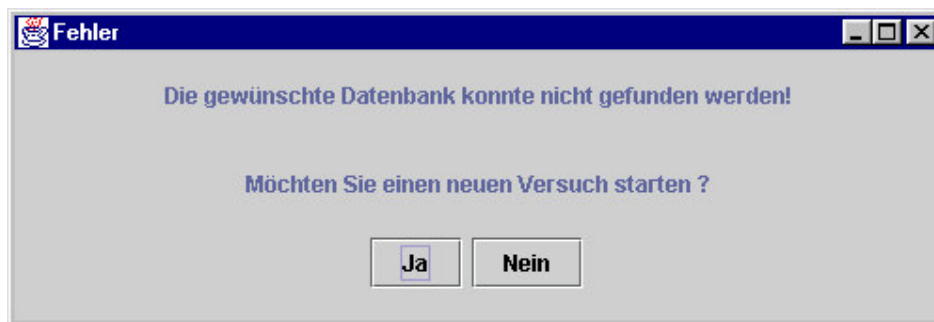 Fehler
Die gewünschte Datenbank konnte nicht gefunden werden!
Möchten Sie einen neuen Versuch starten ?
Ja Nein